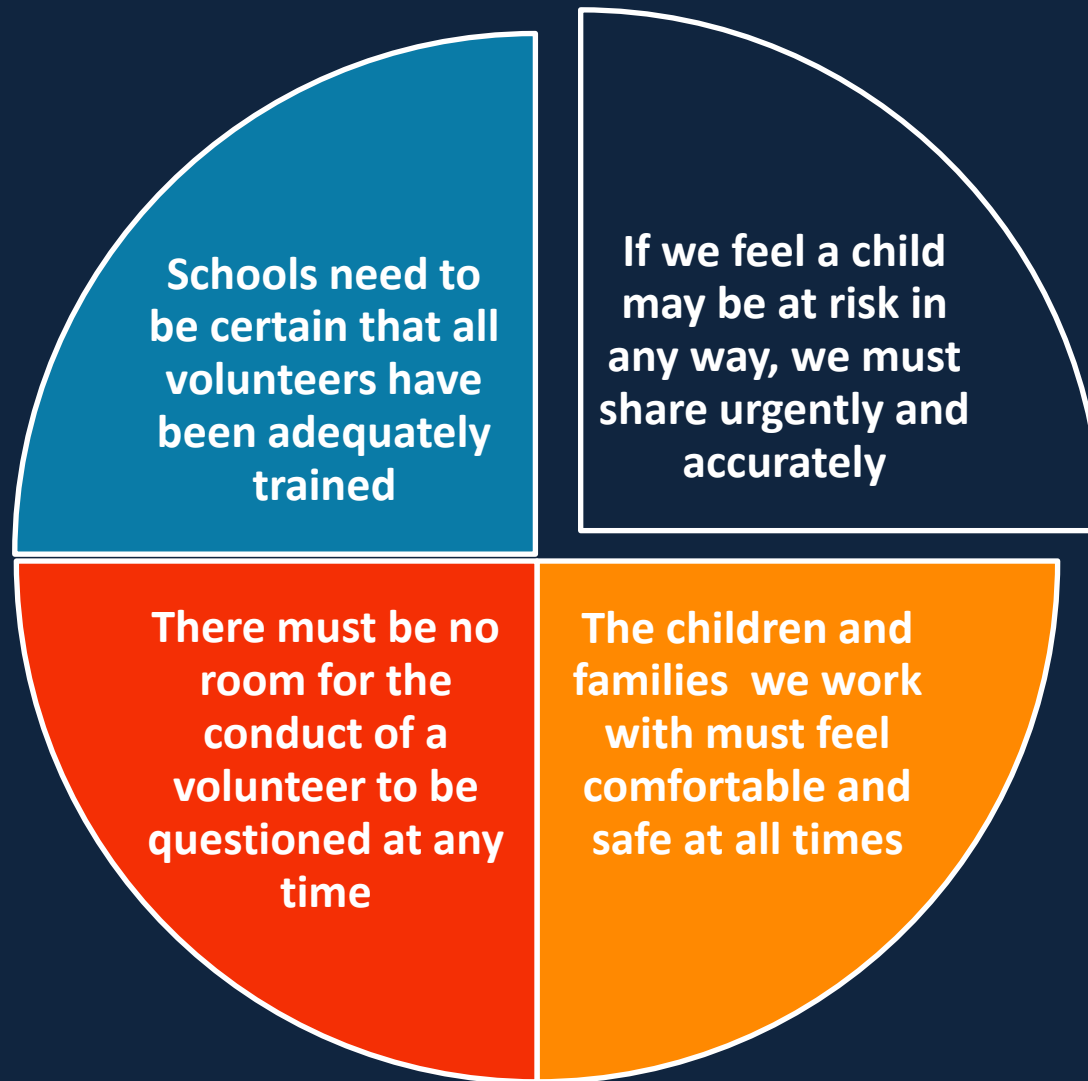 Schools need to
be certain that all
volunteers have
been adequately
trained
If we feel a child
may be at risk in
any way, we must
share urgently and
accurately
There must be no
room for the
conduct of a
volunteer to be
questioned at any
time
The children and
families  we work
with must feel
comfortable and
safe at all times